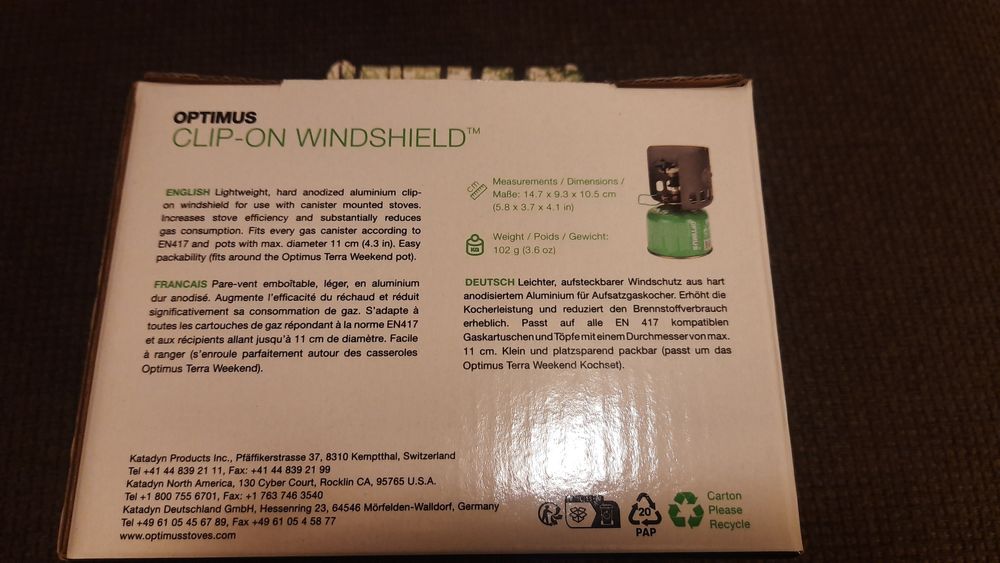 OPTIMUS
CLIP-ON WINDSHIELD™
ENGLISH Lightweight, hard anodized aluminium clip-
on windshield for use with canister mounted stoves.
Increases stove efficiency and substantially reduces
gas consumption. Fits every gas canister according to
EN417 and pots with max. diameter 11 cm (4.3 in). Easy
packability (fits around the Optimus Terra Weekend pot).
FRANCAIS Pare-vent emboîtable, léger, en aluminium
dur anodisé. Augmente l'efficacité du réchaud et réduit
significativement sa consommation de gaz. S'adapte à
toutes les cartouches de gaz répondant à la norme EN417
et aux récipients allant jusqu'à 11 cm de diamètre. Facile
à ranger (s'enroule parfaitement autour des casseroles
Optimus Terra Weekend).
cm
Measurements / Dimensions /
Maße: 14.7 x 9.3 x 10.5 cm
(5.8 x 3.7 x 4.1 in)
KG
Weight / Poids / Gewicht:
102 g (3.6 oz)
OPTIMUS
DEUTSCH Leichter, aufsteckbarer Windschutz aus hart
anodisiertem Aluminium für Aufsatzgaskocher. Erhöht die
Kocherleistung und reduziert den Brennstoffverbrauch
erheblich. Passt auf alle EN 417 kompatiblen
Gaskartuschen und Töpfe mit einem Durchmesser von max.
11 cm. Klein und platzsparend packbar (passt um das
Optimus Terra Weekend Kochset).
Katadyn Products Inc., Pfäffikerstrasse 37, 8310 Kemptthal, Switzerland
Tel +41 44 839 21 11, Fax: +41 44 839 21 99
Katadyn North America, 130 Cyber Court, Rocklin CA, 95765 U.S.A.
Tel +1 800 755 6701, Fax: +1 763 746 3540
Katadyn Deutschland GmbH, Hessenring 23, 64546 Mörfelden-Walldorf, Germany
Tel +49 61 05 45 67 89, Fax +49 61 05 4 58 77
www.optimusstoves.com
20
PAP
Carton
Please
Recycle